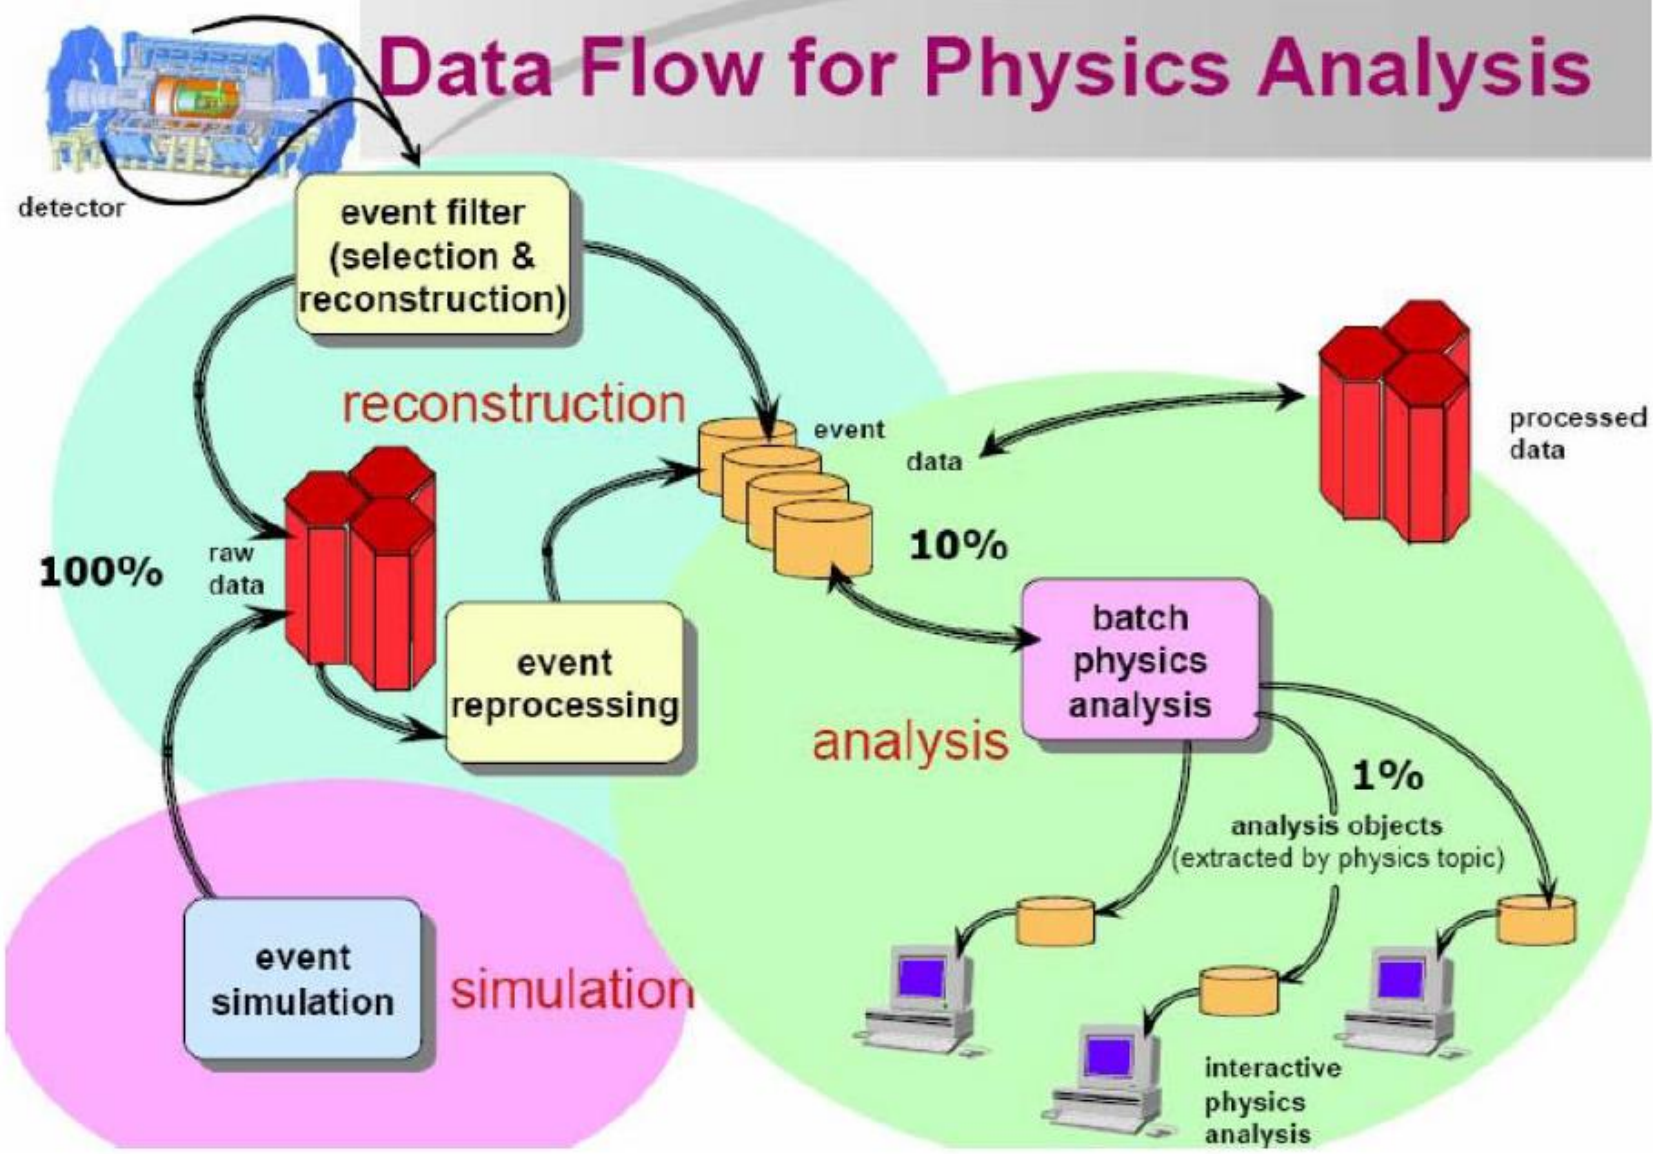 Data Flow for Physics Analysis
detector
event filter
(selection &
reconstruction)
reconstruction
event
data
processed
data
100%
raw
data
10%
event
reprocessing
batch
physics
analysis
analysis
1%
analysis objects
(extracted by physics topic)
event
simulation
simulation
interactive
physics
analysis